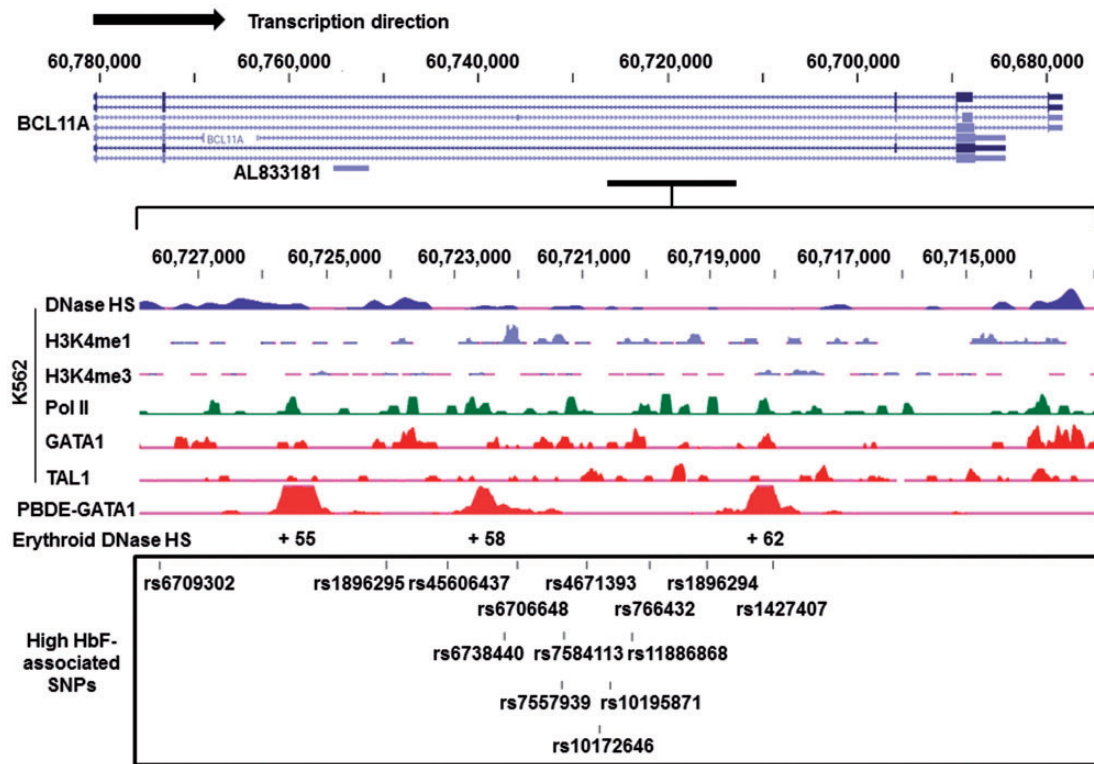 Transcription direction
60,780,000 60,760,000 60,740,000 60,720,000 60,700,000 60,680,000
BCL11A
BCL11A
AL833181
60,727,000 60,725,000 60,723,000 60,721,000 60,719,000 60,717,000 60,715,000
K562
DNase HS
H3K4me1
H3K4me3
Pol II
GATA1
TAL1
PBDE-GATA1
Erythroid DNase HS + 55 + 58 + 62
High HbF-
associated
SNPs
rs6709302 rs1896295 rs45606437 rs4671393 rs1896294
rs6706648 rs766432 rs1427407
rs6738440 rs7584113 rs11886868
rs7557939 rs10195871
rs10172646